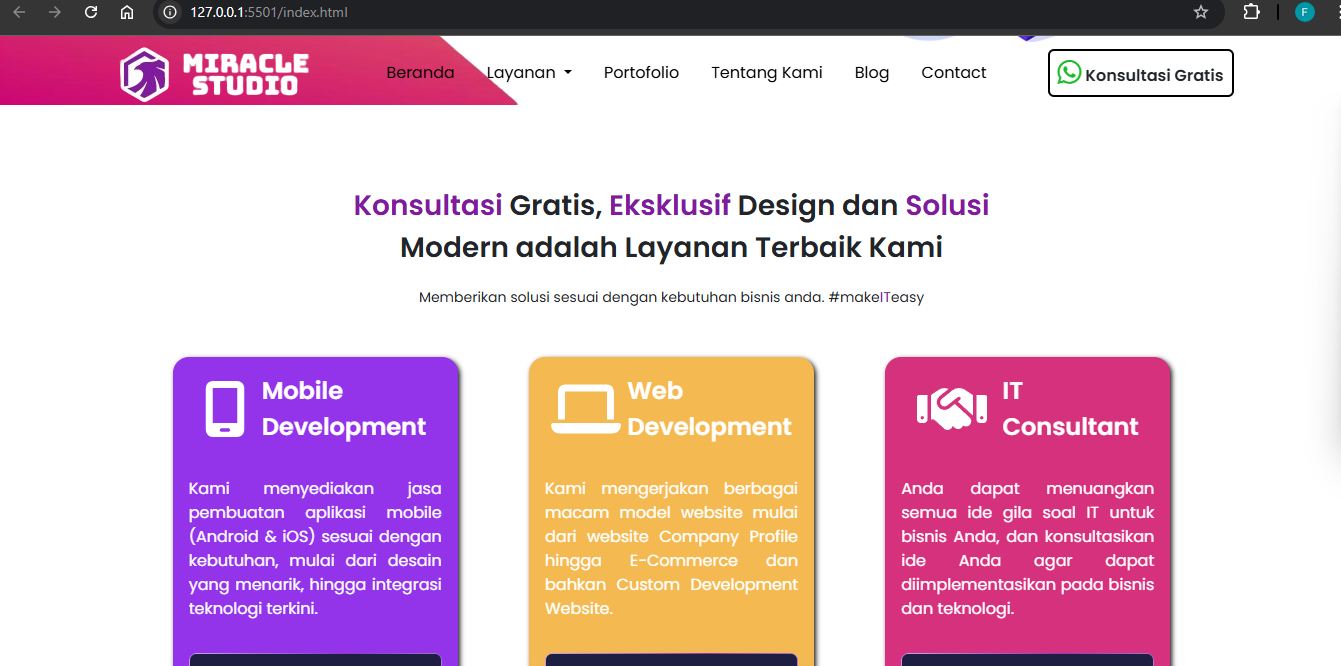 127.0.0.1:5501/index.html
F
MIRACLE
STUDIO
Beranda
Layanan
Portofolio
Tentang Kami
Blog
Contact
Konsultasi Gratis
Konsultasi Gratis, Eksklusif Design dan Solusi
Modern adalah Layanan Terbaik Kami
Memberikan solusi sesuai dengan kebutuhan bisnis anda. #makeITeasy
Mobile
Development
Kami menyediakan jasa
pembuatan aplikasi mobile
(Android & iOS) sesuai dengan
kebutuhan, mulai dari desain
yang menarik, hingga integrasi
teknologi terkini.
Web
Development
Kami mengerjakan berbagai
macam model website mulai
dari website Company Profile
hingga E-Commerce dan
bahkan Custom Development
Website.
IT
Consultant
Anda dapat menuangkan
semua ide gila soal IT untuk
bisnis Anda, dan konsultasikan
ide Anda agar dapat
diimplementasikan pada bisnis
dan teknologi.